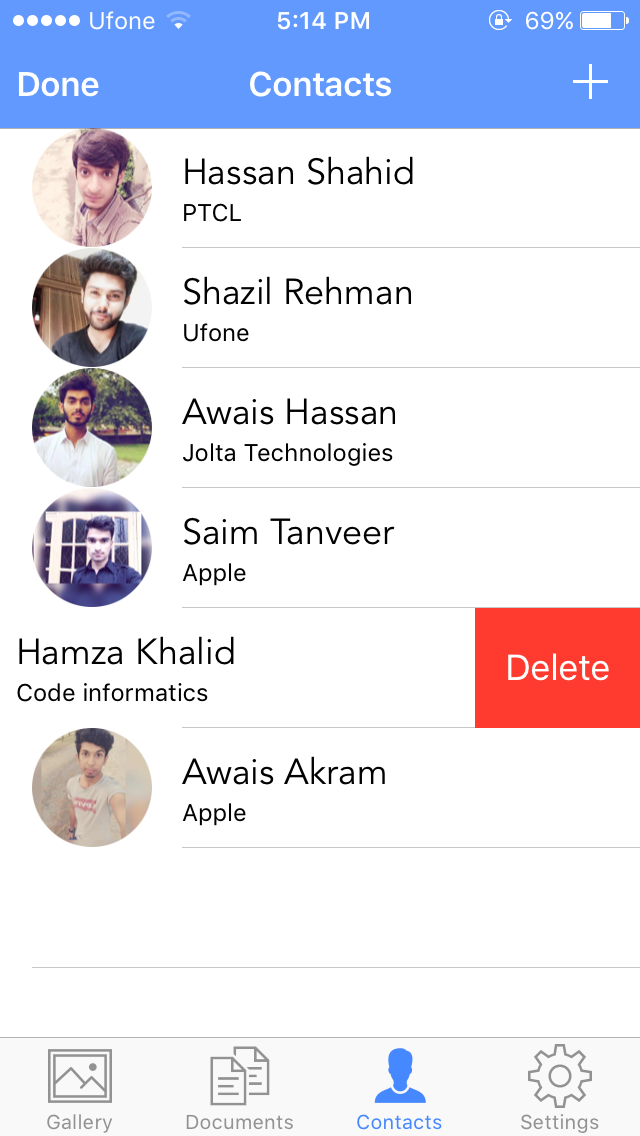 Ufone 5:14 PM 69%
Done Contacts
Hassan Shahid
PTCL
Shazil Rehman
Ufone
Awais Hassan
Jolta Technologies
Saim Tanveer
Apple
Hamza Khalid
Code informatics
Delete
Awais Akram
Apple
Gallery Documents Contacts Settings